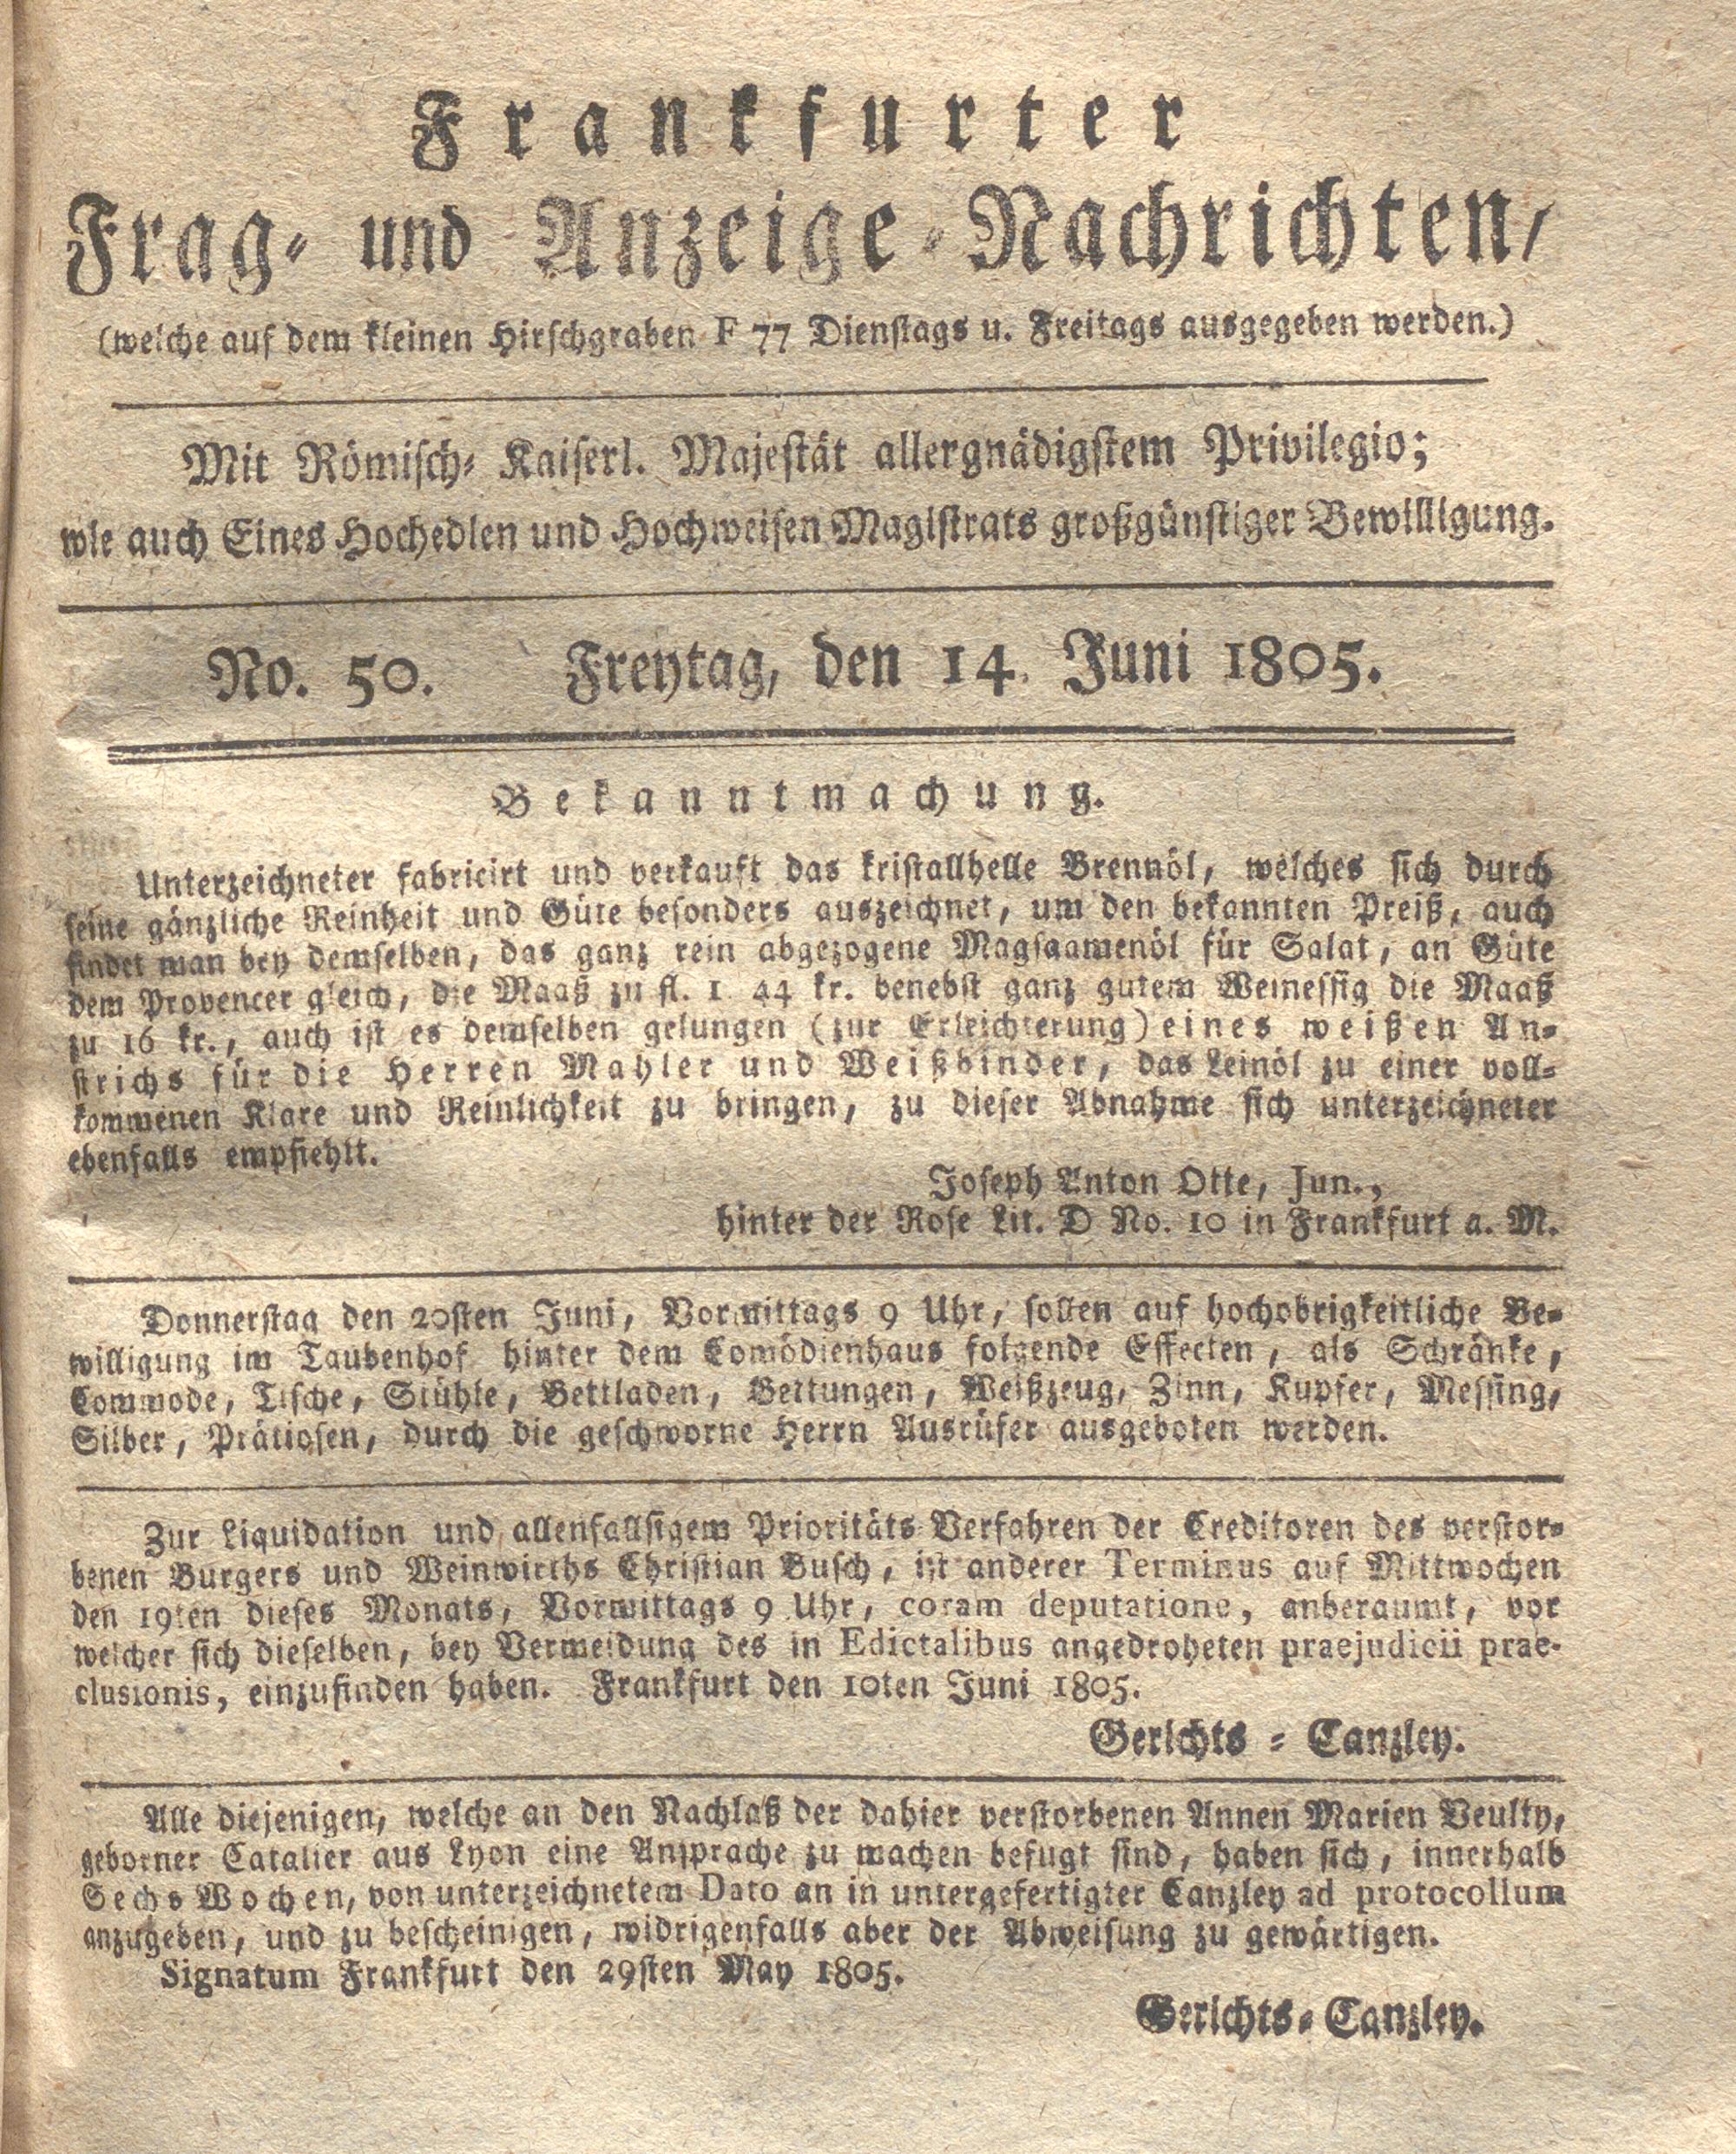 Frankfurter
Frag- und Anzeige-Nachrichten,
(welche auf dem kleinen Hirschgraben F 77 Dienstags u. Freitags ausgegeben werden.)
Mit Römisch- Kaiserl. Majestät allergnädigstem Privilegio;
wie auch Eines Hochedlen und Hochweisen Magistrats großgünstiger Bewilligung.
No. 50. Freytag, den 14. Juni 1805.
Bekanntmachung.
Unterzeichneter fabricirt und verkauft das kristallhelle Brennöl, welches sich durch
seine gänzliche Reinheit und Güte besonders auszeichnet, um den bekannten Preiß, auch
findet man bey demselben, das ganz rein abgezogene Magsaamenöl für Salat, an Güte
dem Provencer gleich, die Maaß zu fl. 1 44 kr. benebst ganz gutem Weinessig die Maaß
zu 16 kr., auch ist es demselben gelungen (zur Erleichterung) eines weißen An-
strichs für die Herren Mahler und Weißbinder, das Leinöl zu einer voll-
kommenen Klare und Reinlichkeit zu bringen, zu dieser Abnahme sich unterzeichneter
ebenfalls empfiehlt.
Joseph Anton Otte, Jun.,
hinter der Rose Lit. D No. 10 in Frankfurt a. M.
Donnerstag den 20sten Juni, Vormittags 9 Uhr, sollen auf hochobrigkeitliche Be-
willigung im Taubenhof hinter dem Comödienhaus folgende Effecten, als Schränke,
Commode, Tische, Stühle, Bettladen, Bettungen, Weißzeug, Zinn, Kupfer, Messing,
Silber, Prätiosen, durch die geschworne Herrn Ausrüfer ausgeboten werden.
Zur Liquidation und allenfallsigem Prioritäts-Verfahren der Creditoren des verstor-
benen Burgers und Weinwirths Christian Busch, ist anderer Terminus auf Mittwochen
den 19ten dieses Monats, Vormittags 9 Uhr, coram deputatione, anberaumt, vor
welcher sich dieselben, bey Vermeidung des in Edictalibus angedroheten praejudicii prae-
clusionis, einzufinden haben. Frankfurt den 10ten Juni 1805.
Gerichts-Canzley.
Alle diejenigen, welche an den Nachlaß der dahier verstorbenen Annen Marien Veulty,
geborner Catalier aus Lyon eine Ansprache zu machen befugt sind, haben sich, innerhalb
Sechs Wochen, von unterzeichnetem Dato an in untergefertigter Canzley ad protocollum
anzugeben, und zu bescheinigen, widrigenfalls aber der Abweisung zu gewärtigen.
Signatum Frankfurt den 29sten May 1805.
Gerichts-Canzley.